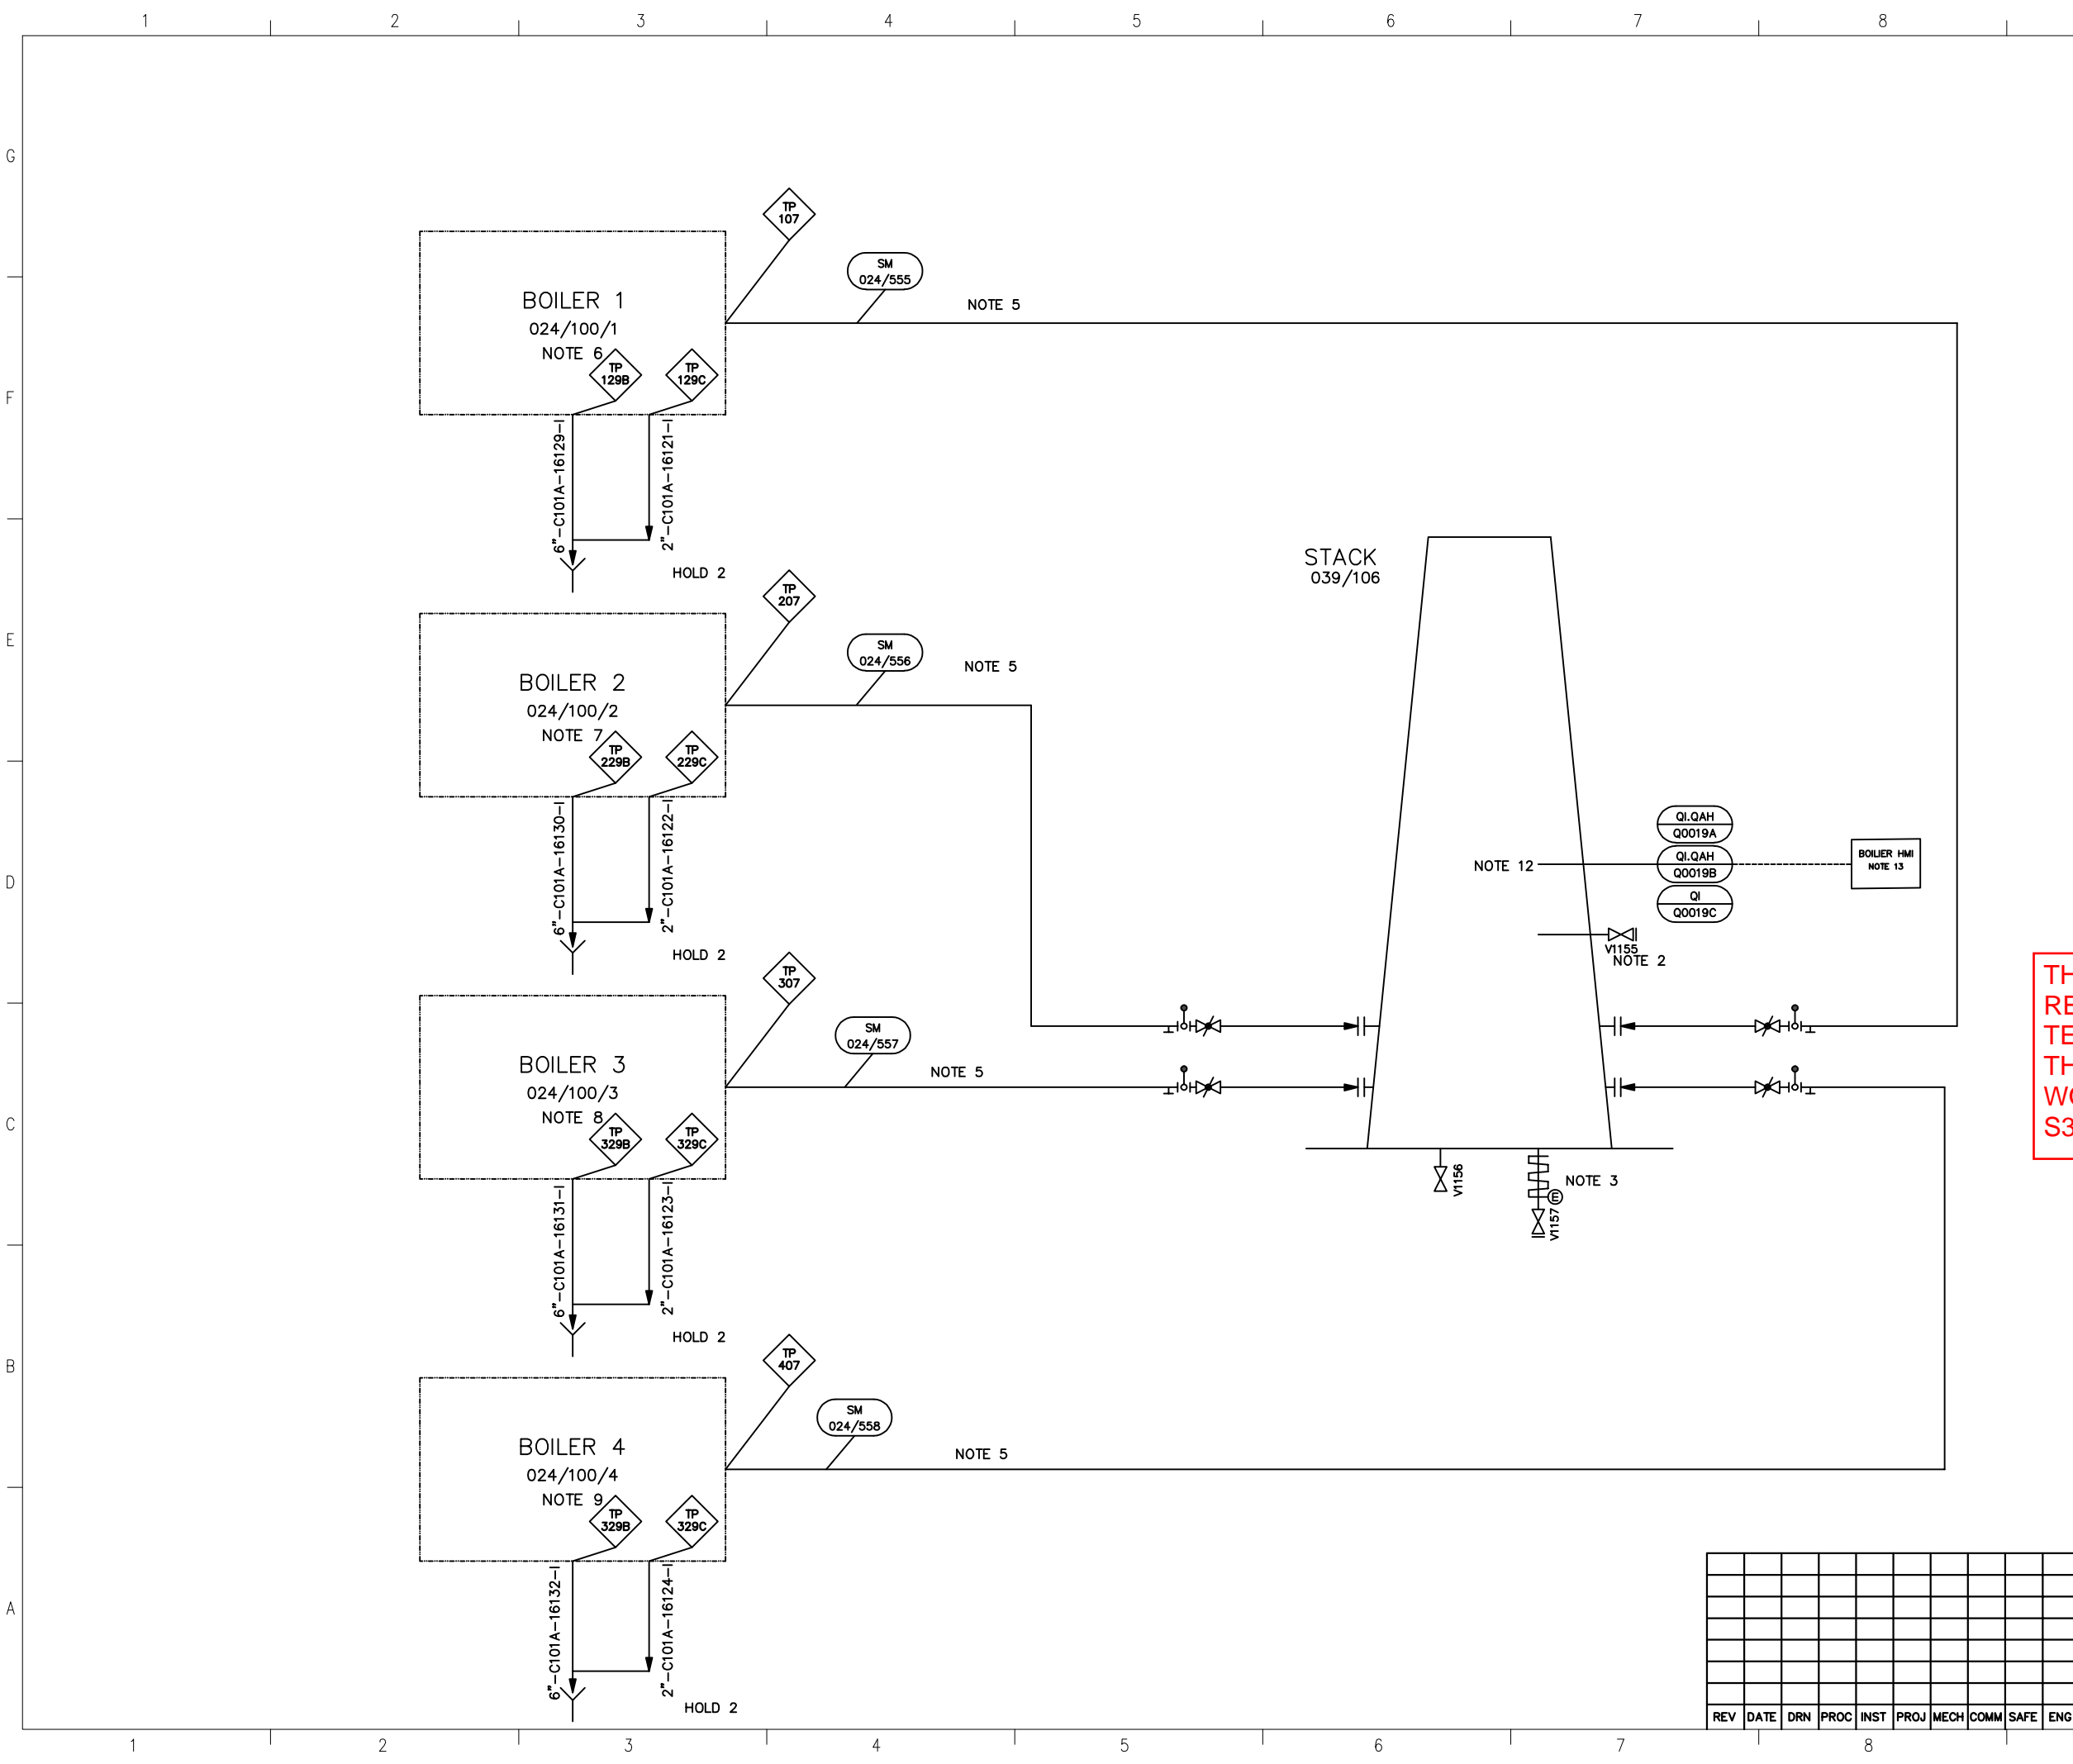 1 2 3 4 5 6 7 8
G
TP
107
SM
024/555
NOTE 5
BOILER 1
024/100/1
NOTE 6
TP
129B
TP
129C
F
6"-C101A-16129-I
2"-C101A-16121-I
HOLD 2
TP
207
STACK
039/106
E
SM
024/556
NOTE 5
BOILER 2
024/100/2
NOTE 7
TP
229B
TP
229C
QI.QAH
Q0019A
QI.QAH
Q0019B
QI
Q0019C
NOTE 12
BOILIER HMI
NOTE 13
D
6"-C101A-16130-I
2"-C101A-16122-I
HOLD 2
V1155
NOTE 2
TP
307
SM
024/557
NOTE 5
BOILER 3
024/100/3
NOTE 8
TP
329B
TP
329C
C
V1156
NOTE 3
E
V1157
6"-C101A-16131-I
2"-C101A-16123-I
HOLD 2
TP
407
B
SM
024/558
NOTE 5
BOILER 4
024/100/4
NOTE 9
TP
329B
TP
329C
A
6"-C101A-16132-I
2"-C101A-16124-I
HOLD 2
REV DATE DRN PROC INST PROJ MECH COMM SAFE ENG
1 2 3 4 5 6 7 8